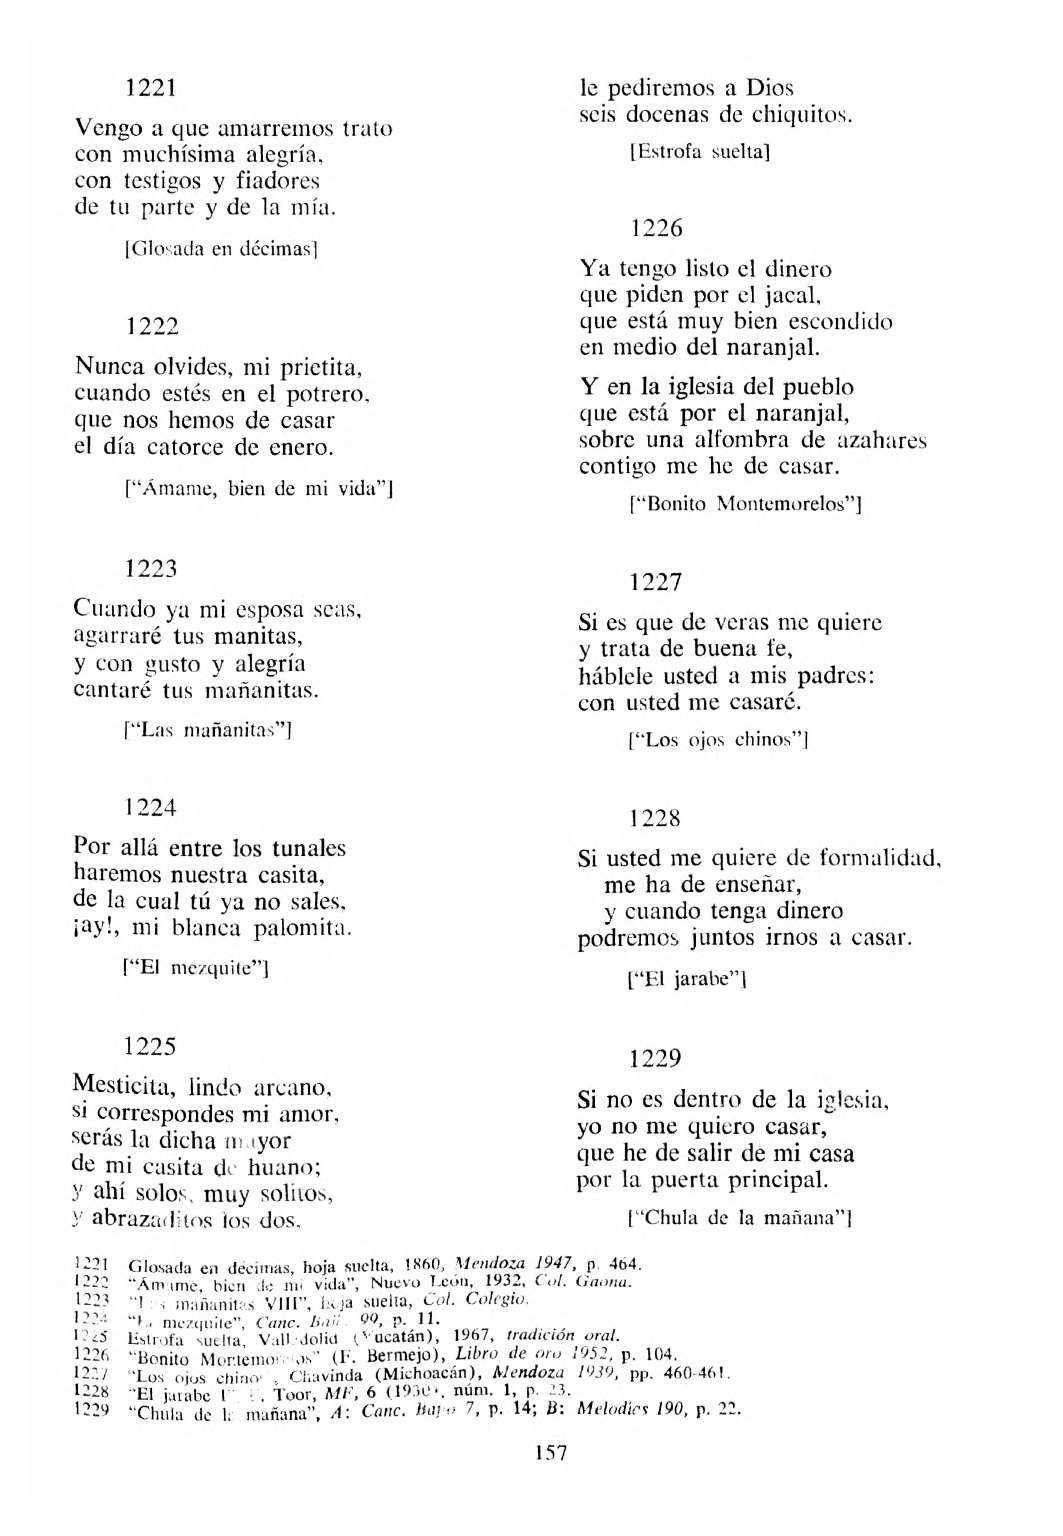 1221
Vengo a que amarremos trato
con muchísima alegría,
con testigos y fiadores
de tu parte y de la mía.
[Glosada en décimas]
1222
Nunca olvides, mi prietita,
cuando estés en el potrero,
que nos hemos de casar
el día catorce de enero.
["Ámame, bien de mi vida"]
1223
Cuando ya mi esposa seas,
agarraré tus manitas,
y con gusto y alegría
cantaré tus mañanitas.
["Las mañanitas"]
1224
Por allá entre los tunales
haremos nuestra casita,
de la cual tú ya no sales,
¡ay!, mi blanca palomita.
["El mezquite"]
1225
Mesticita, lindo arcano,
si correspondes mi amor,
serás la dicha mayor
de mi casita de huano;
y ahí solos, muy solitos,
y abrazaditos los dos,
le pediremos a Dios
seis docenas de chiquitos.
[Estrofa suelta]
1226
Ya tengo listo el dinero
que piden por el jacal,
que está muy bien escondido
en medio del naranjal.
Y en la iglesia del pueblo
que está por el naranjal,
sobre una alfombra de azahares
contigo me he de casar.
["Bonito Montemorelos"]
1227
Si es que de veras me quiere
y trata de buena fe,
háblele usted a mis padres:
con usted me casaré.
["Los ojos chinos"]
1228
Si usted me quiere de formalidad,
me ha de enseñar,
y cuando tenga dinero
podremos juntos irnos a casar.
["El jarabe"]
1229
Si no es dentro de la iglesia,
yo no me quiero casar,
que he de salir de mi casa
por la puerta principal.
["Chula de la mañana"]
1221 Glosada en décimas, hoja suelta, 1860, Mendoza 1947, p. 464.
1222 "Ámame, bien de mi vida", Nuevo León, 1932, Col. Gaona.
1223 mañanitas VIII", hoja suelta, Col. Colegio.
1224 mezquite", Canc. 99, p. 11.
1225 Estrofa suelta, Valladolid (Yucatán), 1967, tradición oral.
1226 "Bonito Montemorelos" (F. Bermejo), Libro de oro 1952, p. 104.
1227 "Los ojos chinos", Chavinda (Michoacán), Mendoza 1939, pp. 460-461.
1228 "El jarabe Toor, MF, 6 núm. 1, p. 23.
1229 "Chula de la mañana", A: Canc. Bajío 7, p. 14; B: Melodies 190, p. 22.
157